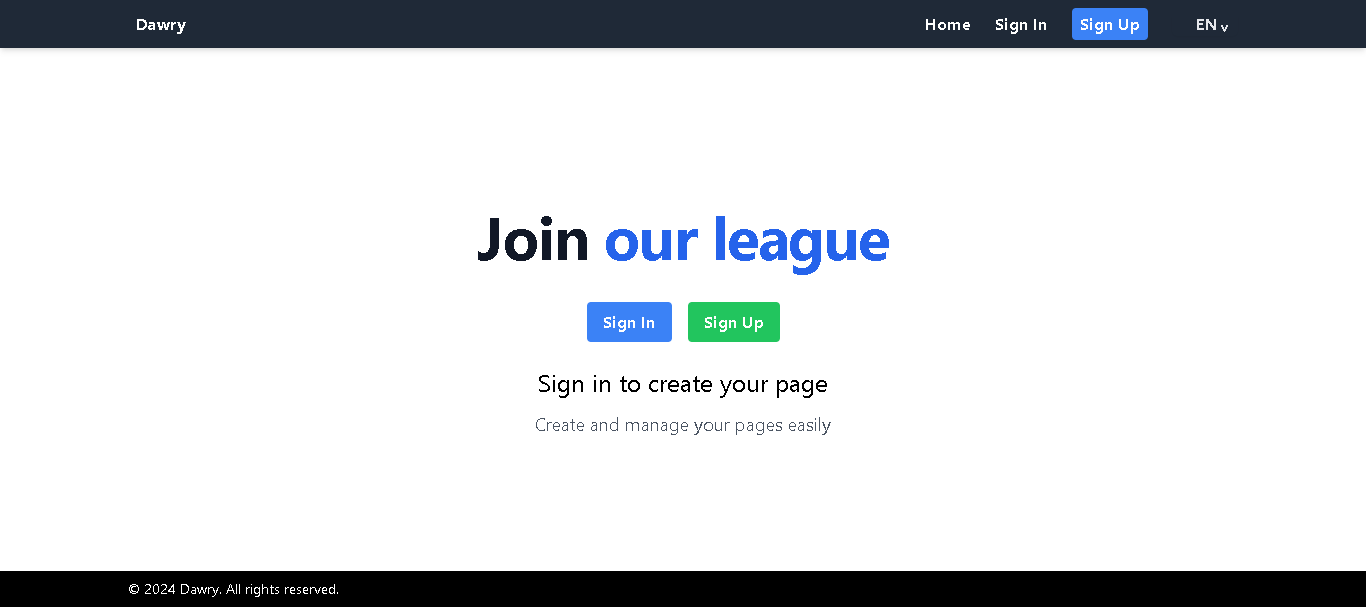 Dawry Home Sign In Sign Up EN v
Join our league
Sign In Sign Up
Sign in to create your page
Create and manage your pages easily
© 2024 Dawry. All rights reserved.